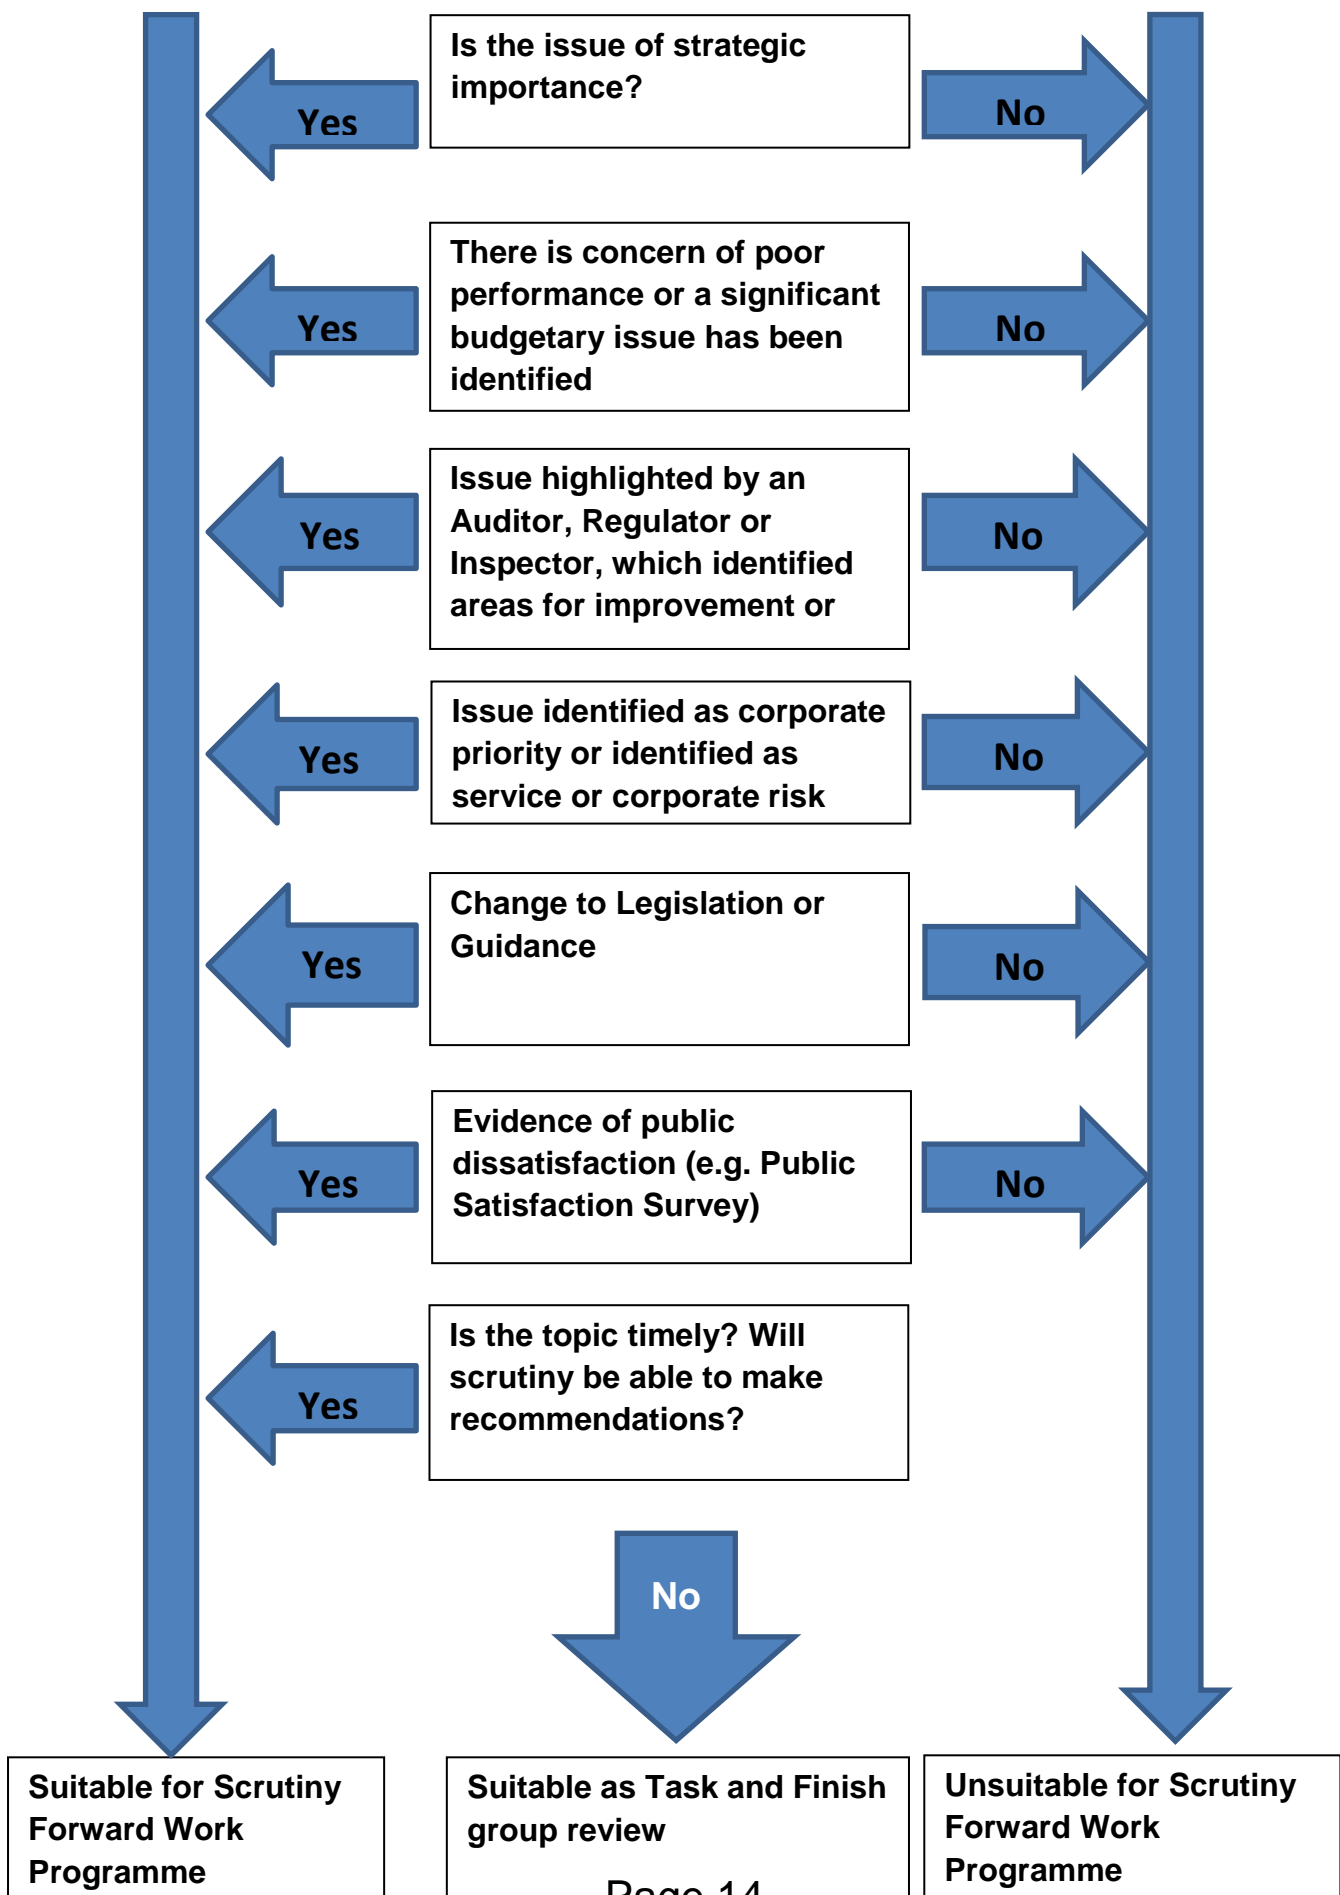 Is the issue of strategic
importance?
Yes
No
There is concern of poor
performance or a significant
budgetary issue has been
identified
Yes
No
Issue highlighted by an
Auditor, Regulator or
Inspector, which identified
areas for improvement or
Yes
No
Issue identified as corporate
priority or identified as
service or corporate risk
Yes
No
Change to Legislation or
Guidance
Yes
No
Evidence of public
dissatisfaction (e.g. Public
Satisfaction Survey)
Yes
No
Is the topic timely? Will
scrutiny be able to make
recommendations?
Yes
No
Suitable for Scrutiny
Forward Work
Programme
Suitable as Task and Finish
group review
Unsuitable for Scrutiny
Forward Work
Programme
Page 14